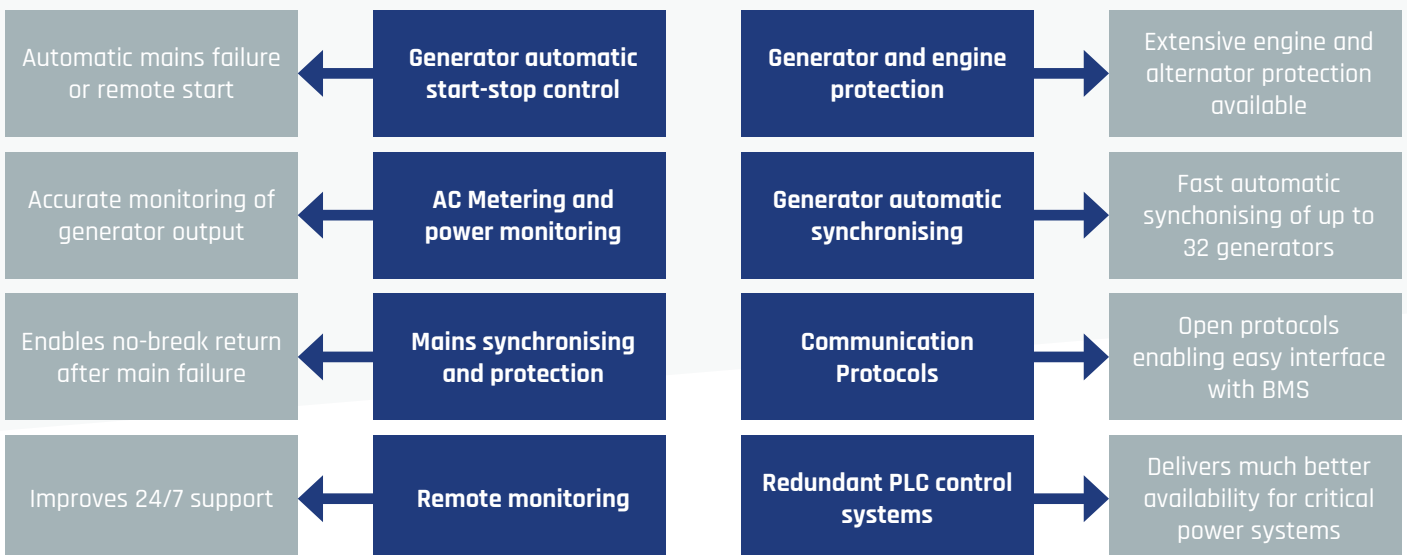 Automatic mains failure
or remote start
Generator automatic
start-stop control
Generator and engine
protection
Extensive engine and
alternator protection
available
Accurate monitoring of
generator output
AC Metering and
power monitoring
Generator automatic
synchronising
Fast automatic
synchonising of up to
32 generators
Enables no-break return
after main failure
Mains synchronising
and protection
Communication
Protocols
Open protocols
enabling easy interface
with BMS
Improves 24/7 support
Remote monitoring
Redundant PLC control
systems
Delivers much better
availability for critical
power systems